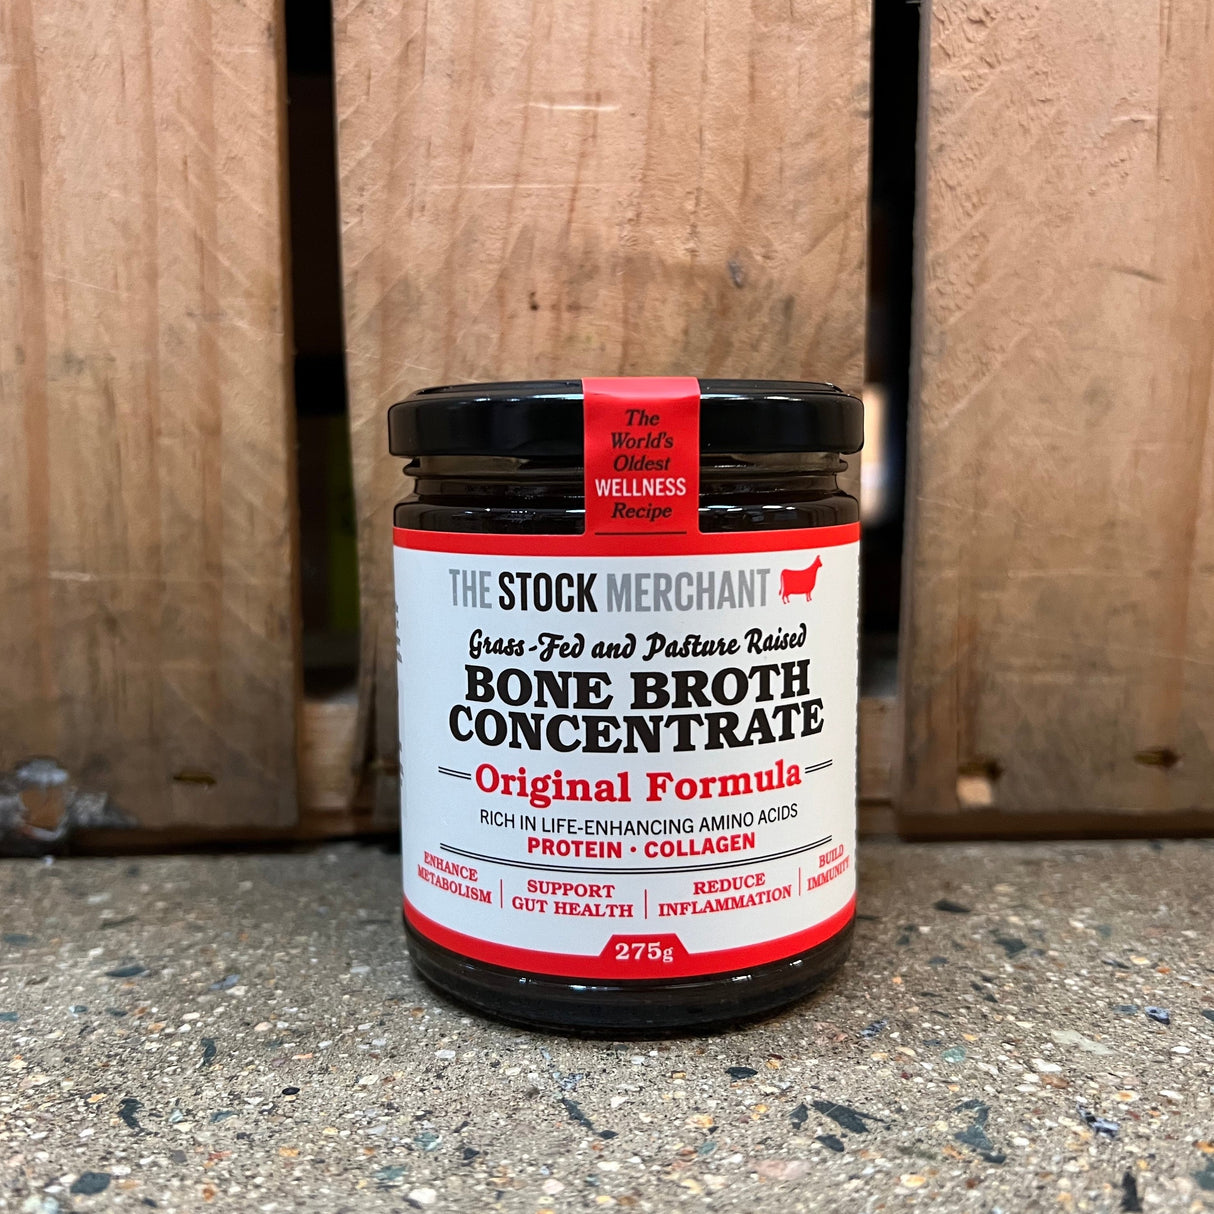 The
World's
Oldest
WELLNESS
Recipe
THE STOCK MERCHANT
Grass-Fed and Pasture Raised
BONE BROTH
CONCENTRATE
Original Formula
RICH IN LIFE-ENHANCING AMINO ACIDS
PROTEIN • COLLAGEN
ENHANCE
METABOLISM
SUPPORT
GUT HEALTH
REDUCE
INFLAMMATION
BUILD
IMMUNITY
275g